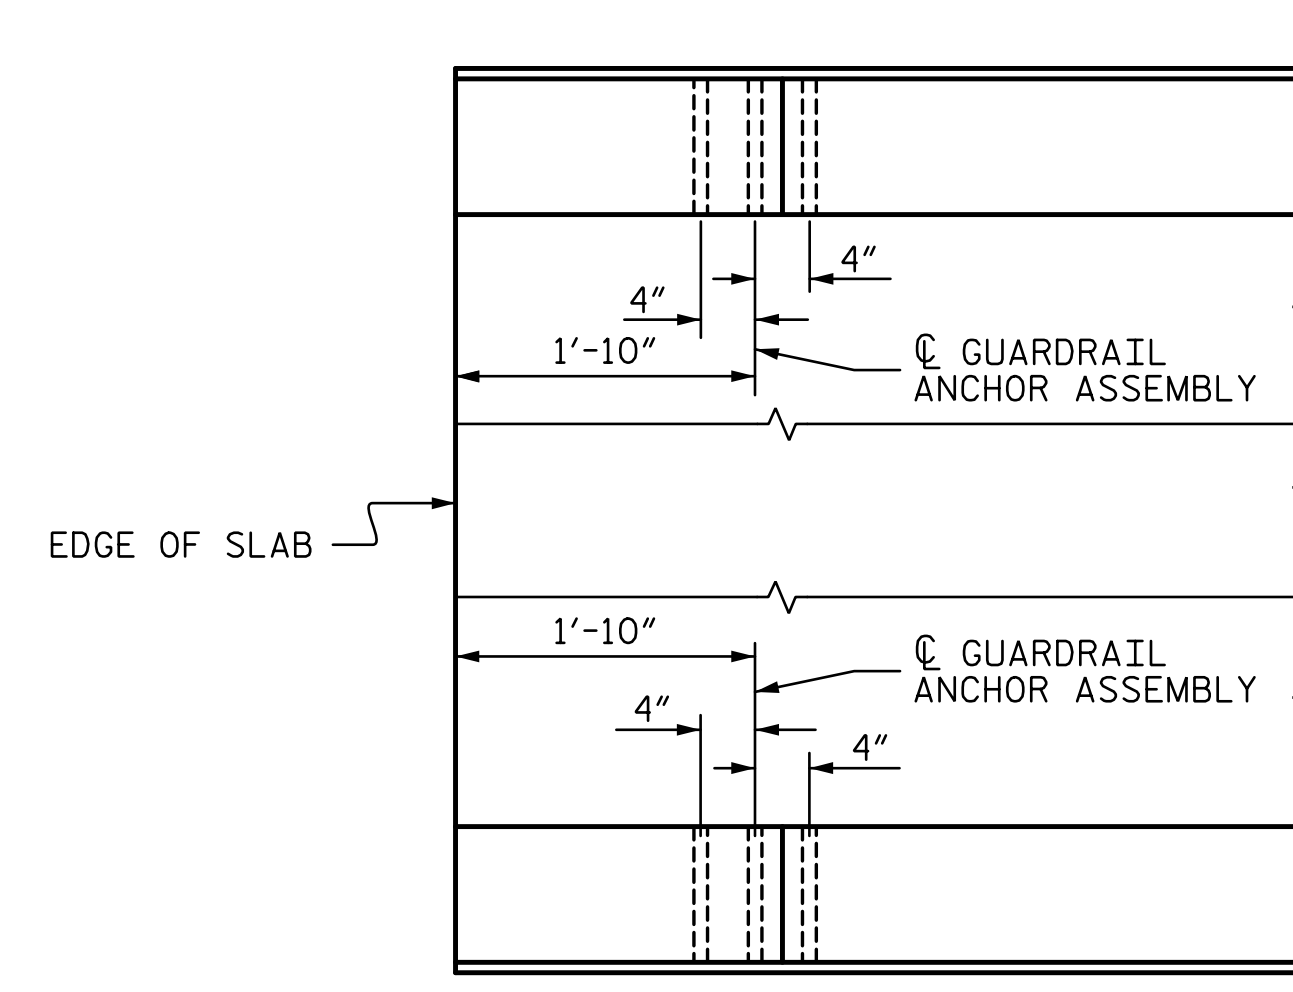 4"
4"
1'-10"
℄ GUARDRAIL
ANCHOR ASSEMBLY
EDGE OF SLAB
1'-10"
℄ GUARDRAIL
ANCHOR ASSEMBLY
4"
4"